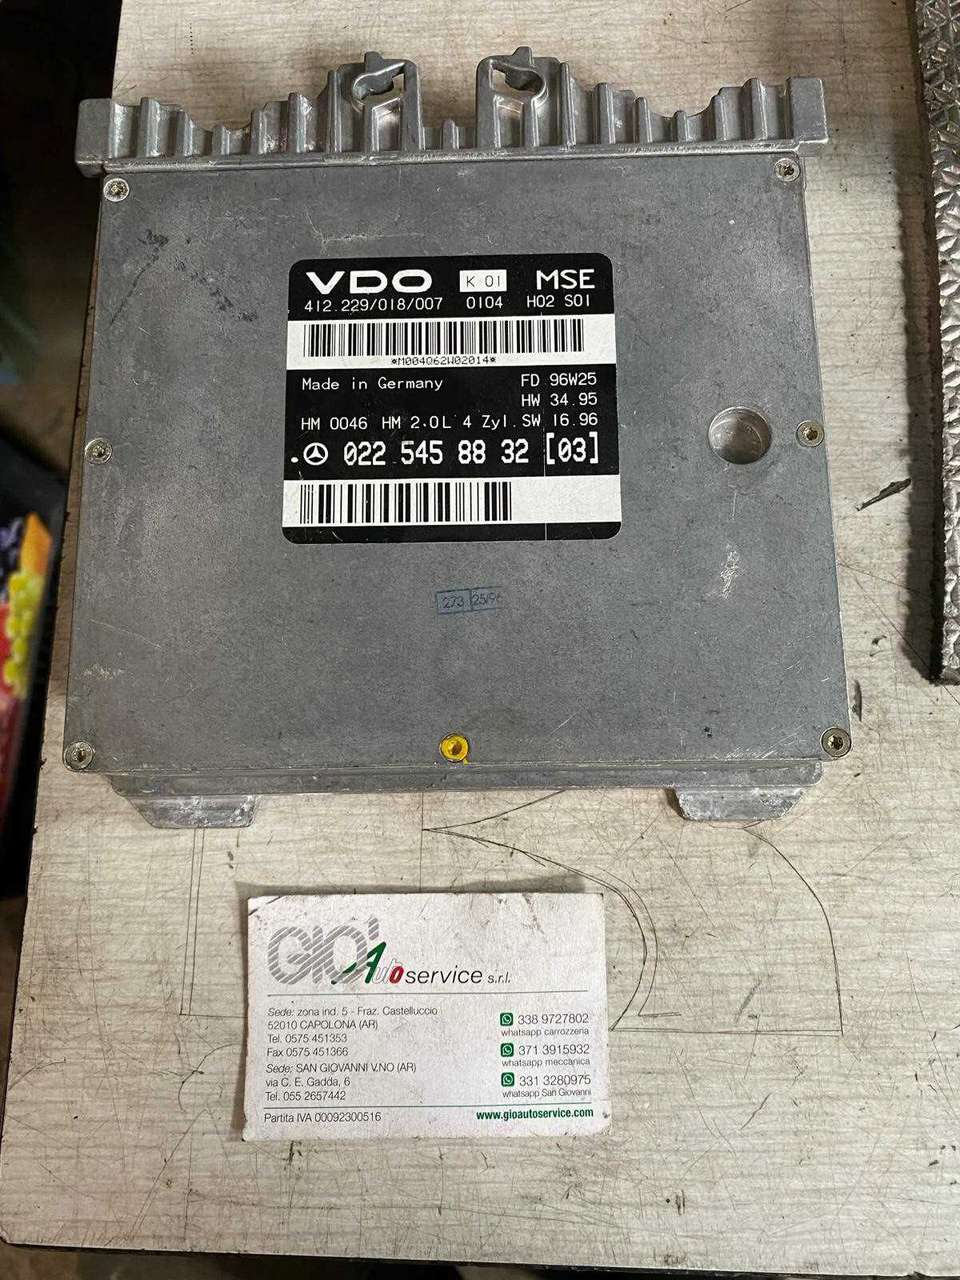 VDO K 01 MSE
412.229/018/007 0104 H02 S01
*M004062W02014*
Made in Germany FD 96W25
HW 34.95
HM 0046 HM 2.0L 4 Zyl. SW 16.96
. 022 545 88 32 [03]
273 25/96
GIO' Auto service s.r.l.
Sede: zona ind. 5 - Fraz. Castelluccio
52010 CAPOLONA (AR)
Tel. 0575 451353
Fax 0575 451366
Sede: SAN GIOVANNI V.NO (AR)
via C. E. Gadda, 6
Tel. 055 2657442
Partita IVA 00092300516
338 9727802
whatsapp carrozzeria
371 3915932
whatsapp meccanica
331 3280975
whatsapp San Giovanni
www.gioautoservice.com